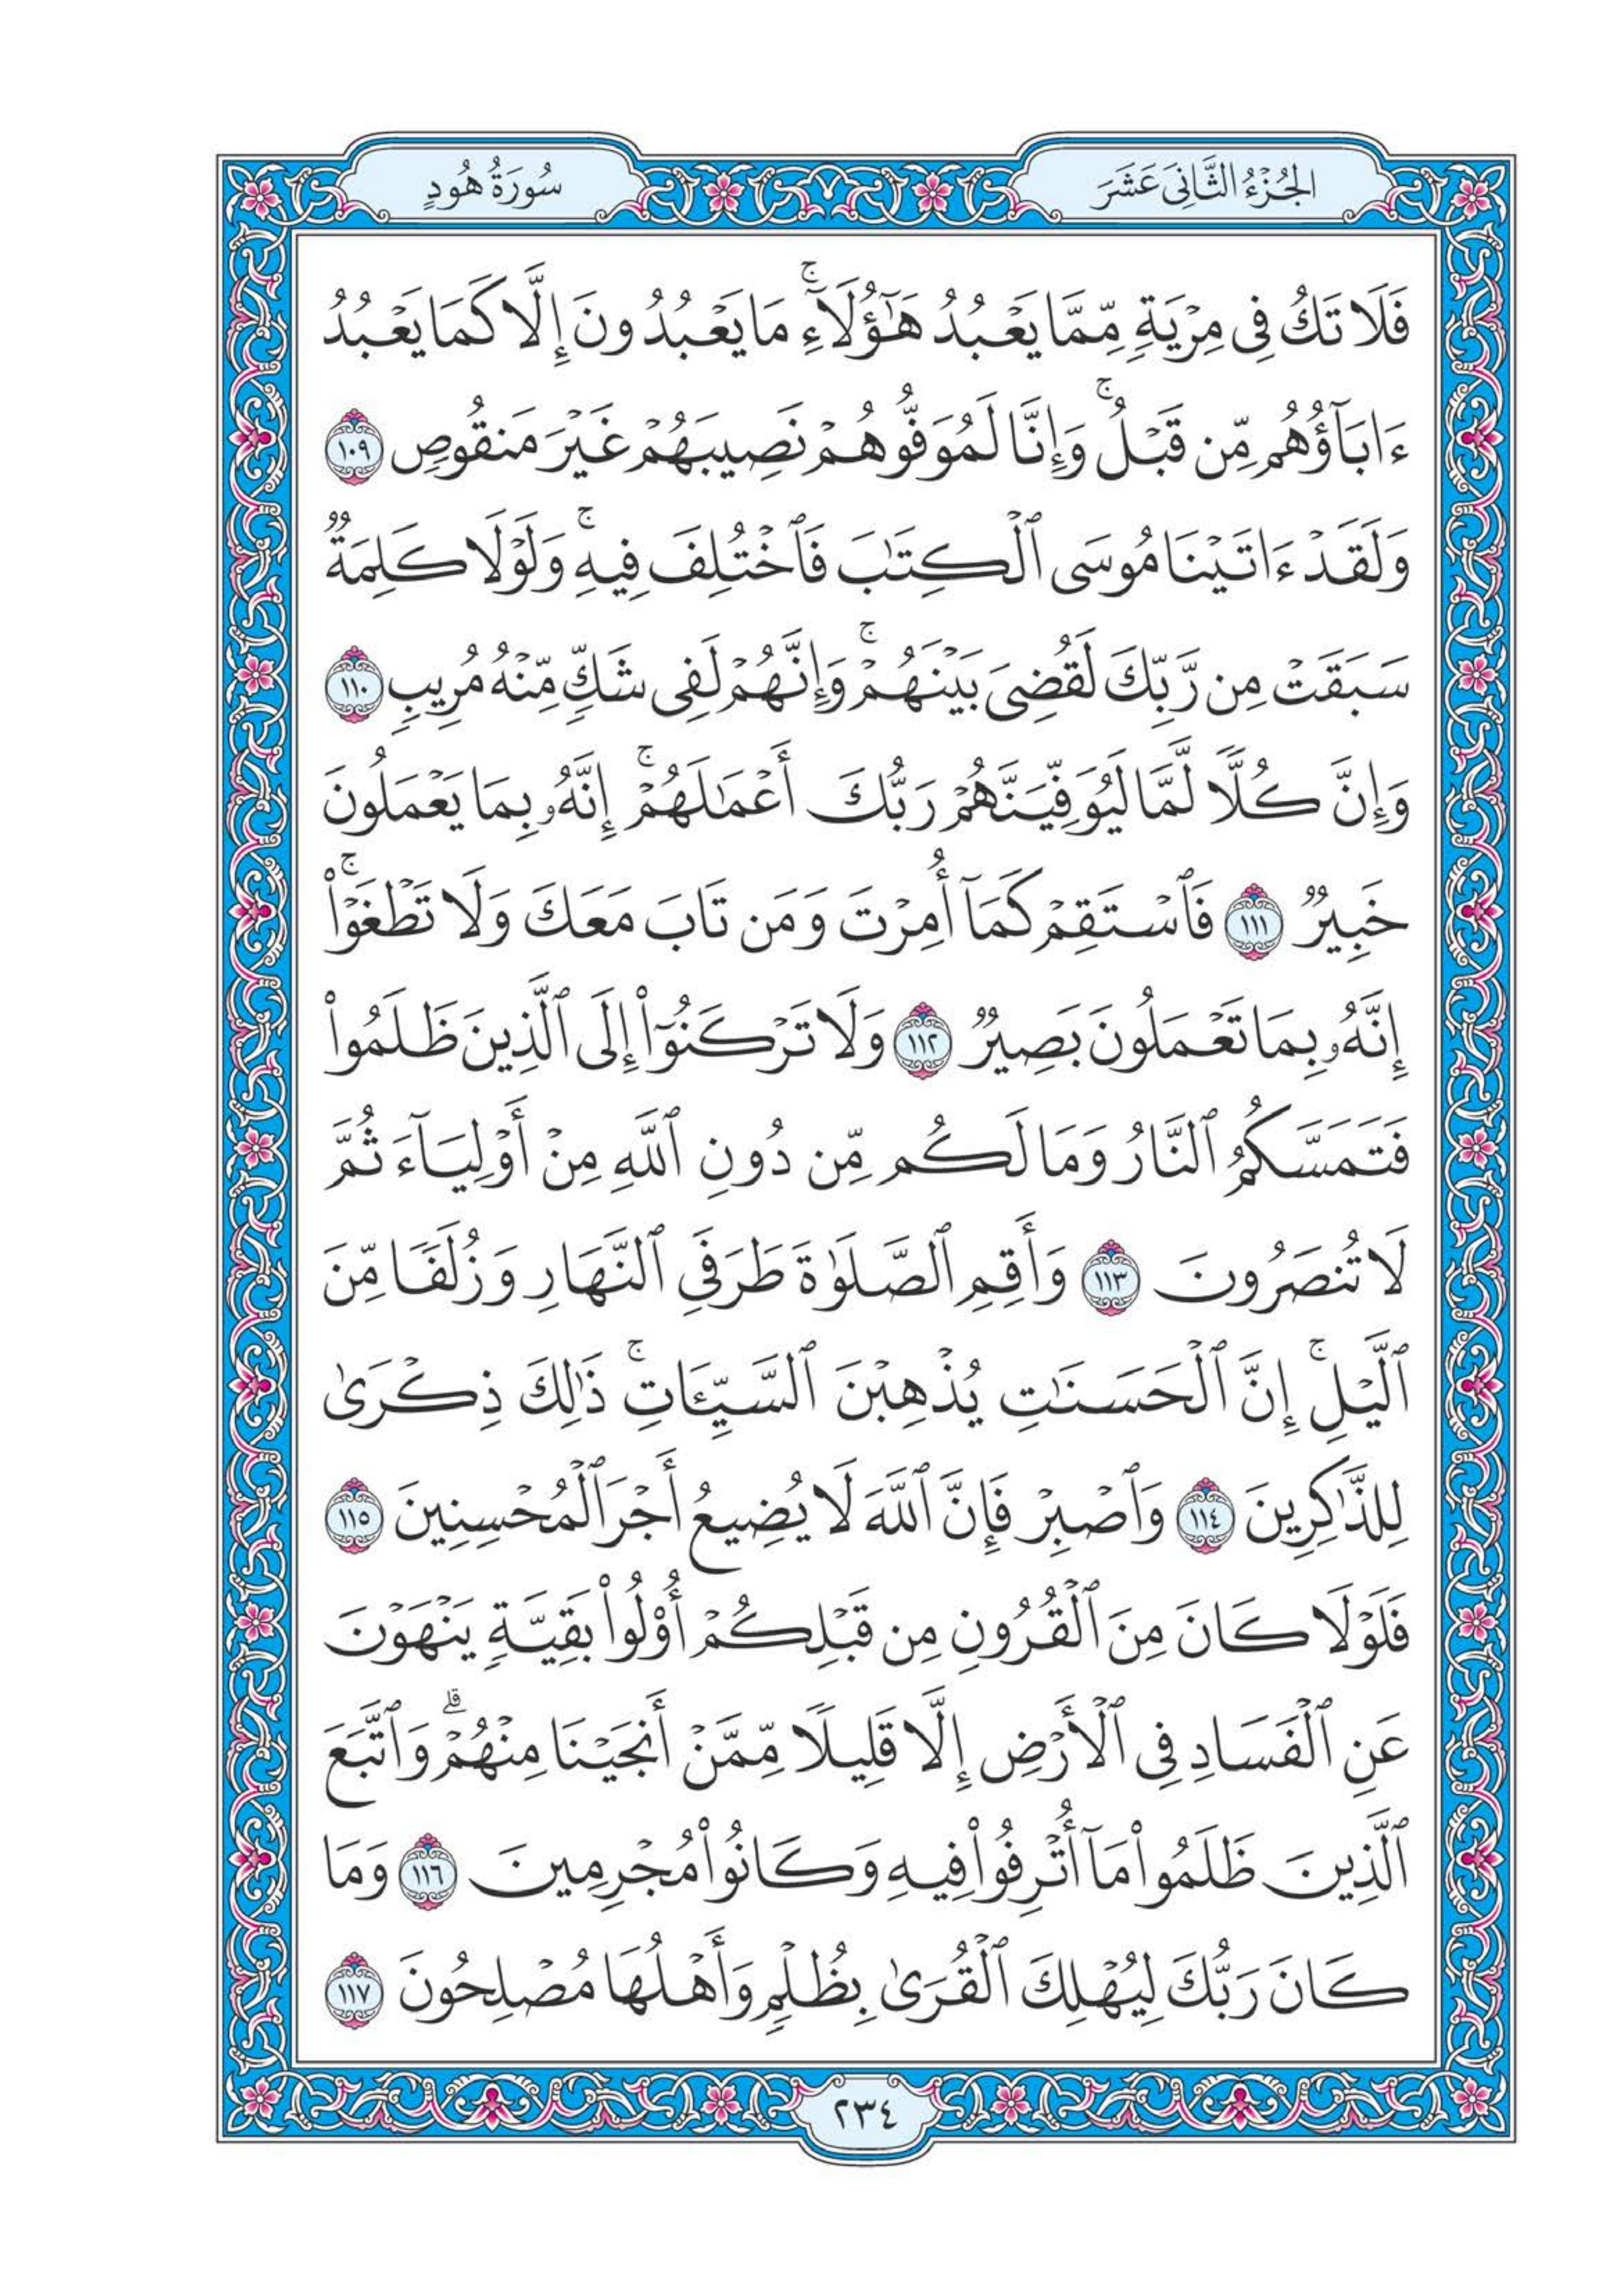 الجُزْءُ الثَّانِيَ عَشَرَ
سُورَةُ هُودٍ
فَلَا تَكُ فِى مِرْيَةٍ مِّمَّا يَعْبُدُ هَٰٓؤُلَآءِ ۚ مَا يَعْبُدُونَ إِلَّا كَمَا يَعْبُدُ
ءَابَآؤُهُم مِّن قَبْلُ ۚ وَإِنَّا لَمُوَفُّوهُمْ نَصِيبَهُمْ غَيْرَ مَنقُوصٍ ١٠٩
وَلَقَدْ ءَاتَيْنَا مُوسَى ٱلْكِتَٰبَ فَٱخْتُلِفَ فِيهِ ۚ وَلَوْلَا كَلِمَةٌ
سَبَقَتْ مِن رَّبِّكَ لَقُضِىَ بَيْنَهُمْ ۚ وَإِنَّهُمْ لَفِى شَكٍّ مِّنْهُ مُرِيبٍ ١١٠
وَإِنَّ كُلًّا لَّمَّا لَيُوَفِّيَنَّهُمْ رَبُّكَ أَعْمَٰلَهُمْ ۚ إِنَّهُۥ بِمَا يَعْمَلُونَ
خَبِيرٌ ١١١ فَٱسْتَقِمْ كَمَآ أُمِرْتَ وَمَن تَابَ مَعَكَ وَلَا تَطْغَوْا۟ ۚ
إِنَّهُۥ بِمَا تَعْمَلُونَ بَصِيرٌ ١١٢ وَلَا تَرْكَنُوٓا۟ إِلَى ٱلَّذِينَ ظَلَمُوا۟
فَتَمَسَّكُمُ ٱلنَّارُ وَمَا لَكُم مِّن دُونِ ٱللَّهِ مِنْ أَوْلِيَآءَ ثُمَّ
لَا تُنصَرُونَ ١١٣ وَأَقِمِ ٱلصَّلَوٰةَ طَرَفَىِ ٱلنَّهَارِ وَزُلَفًا مِّنَ
ٱلَّيْلِ ۚ إِنَّ ٱلْحَسَنَٰتِ يُذْهِبْنَ ٱلسَّيِّـَٔاتِ ۚ ذَٰلِكَ ذِكْرَىٰ
لِلذَّٰكِرِينَ ١١٤ وَٱصْبِرْ فَإِنَّ ٱللَّهَ لَا يُضِيعُ أَجْرَ ٱلْمُحْسِنِينَ ١١٥
فَلَوْلَا كَانَ مِنَ ٱلْقُرُونِ مِن قَبْلِكُمْ أُو۟لُوا۟ بَقِيَّةٍ يَنْهَوْنَ
عَنِ ٱلْفَسَادِ فِى ٱلْأَرْضِ إِلَّا قَلِيلًا مِّمَّنْ أَنجَيْنَا مِنْهُمْ ۗ وَٱتَّبَعَ
ٱلَّذِينَ ظَلَمُوا۟ مَآ أُتْرِفُوا۟ فِيهِ وَكَانُوا۟ مُجْرِمِينَ ١١٦ وَمَا
كَانَ رَبُّكَ لِيُهْلِكَ ٱلْقُرَىٰ بِظُلْمٍ وَأَهْلُهَا مُصْلِحُونَ ١١٧
٢٣٤